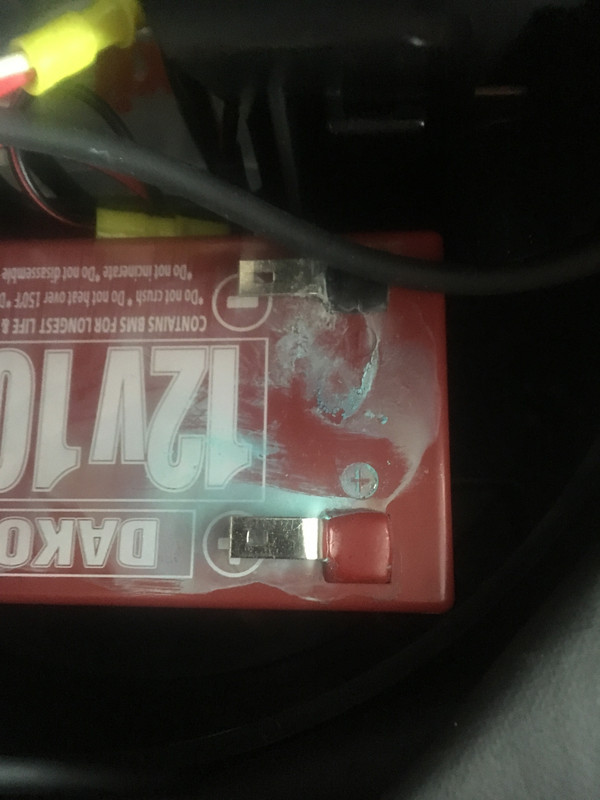 DAKO
12V10
CONTAINS BMS FOR LONGEST LIFE &
*Do not crush * Do not heat over 150°F *D
*Do not incinerate *Do not disassemble